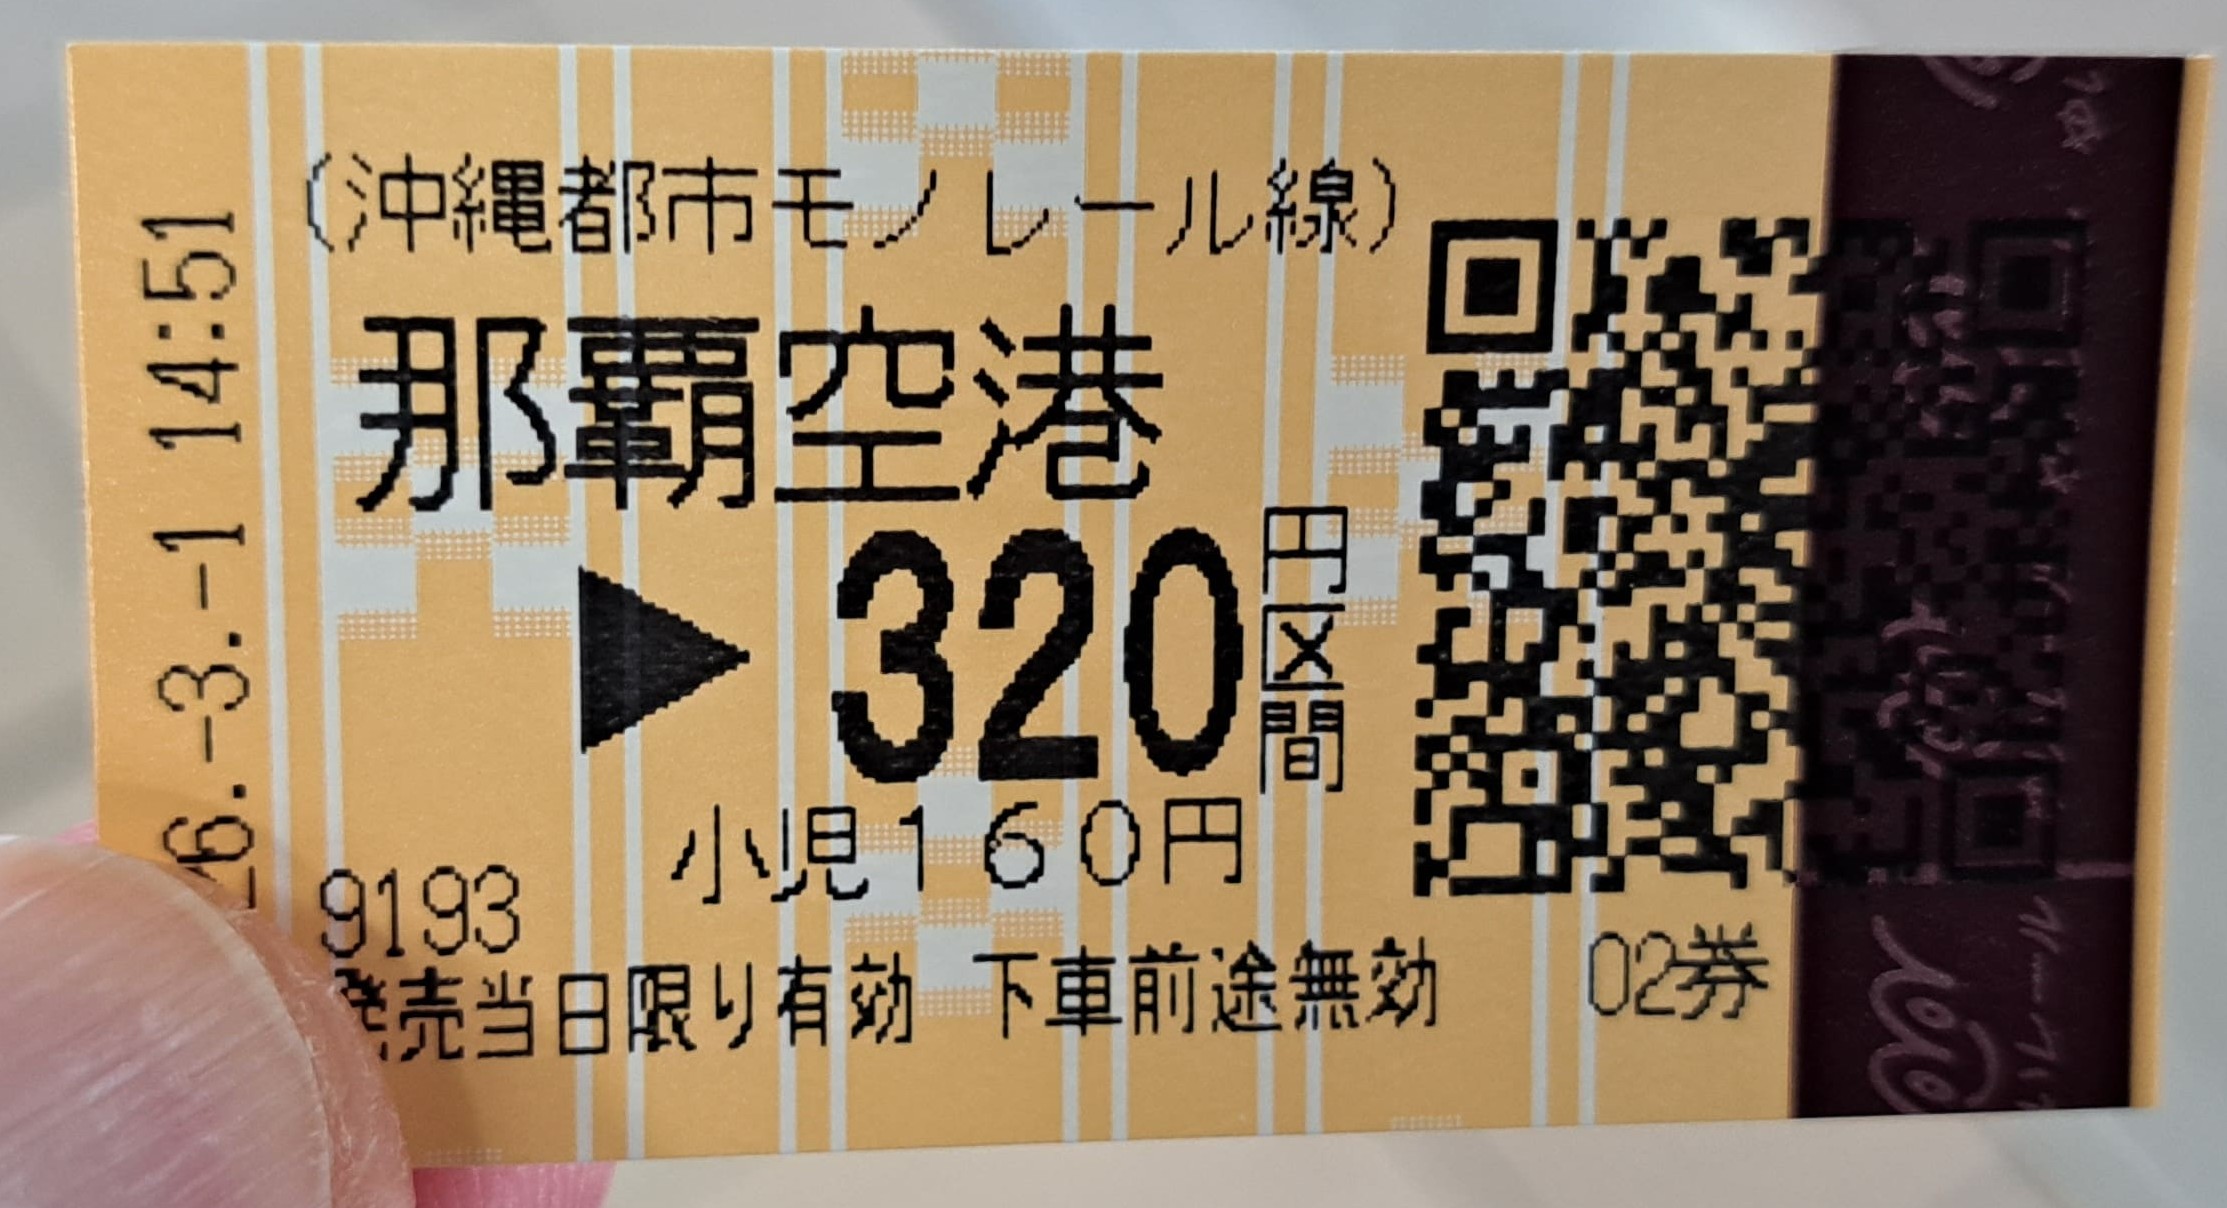 (沖縄都市モノレール線)
那覇空港
▶320円区間
小児160円
9193
発売当日限り有効 下車前途無効
02券
26.-3.-1 14:51